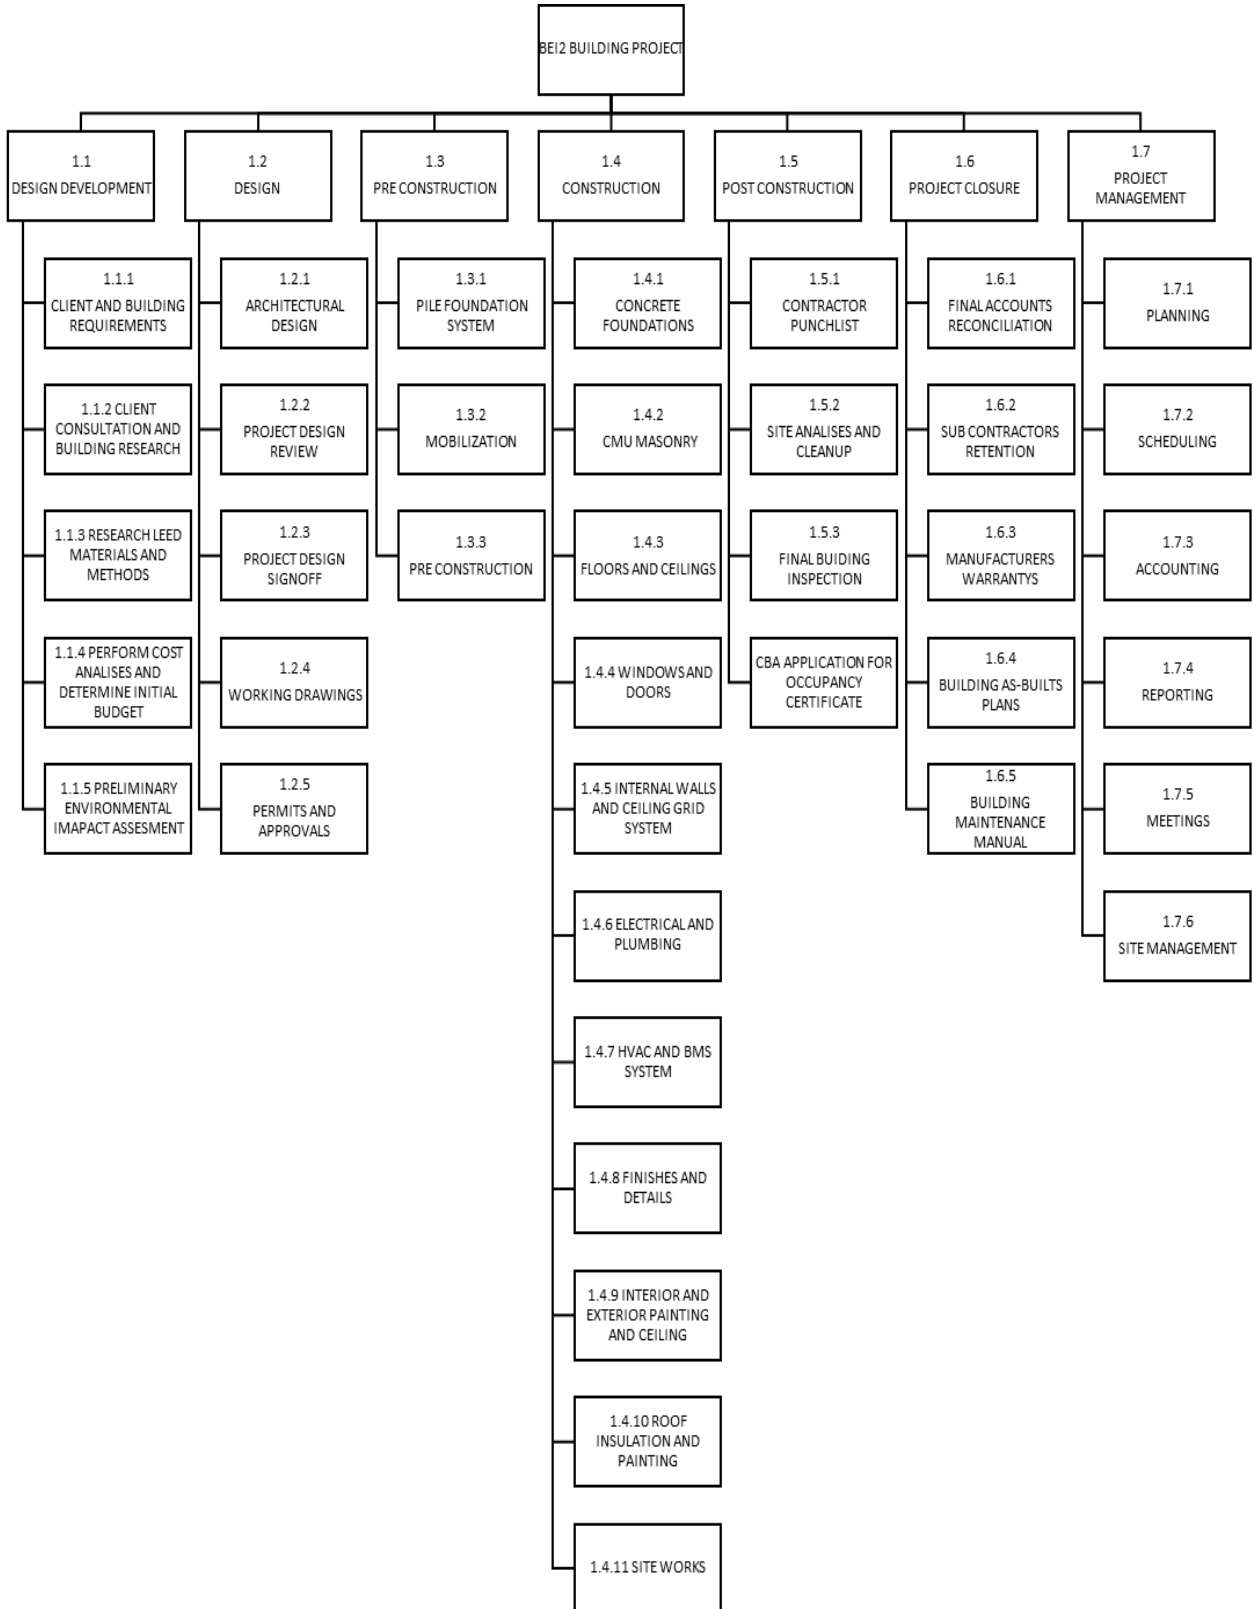 BEI2 BUILDING PROJECT
1.1
DESIGN DEVELOPMENT
1.1.1
CLIENT AND BUILDING
REQUIREMENTS
1.1.2 CLIENT
CONSULTATION AND
BUILDING RESEARCH
1.1.3 RESEARCH LEED
MATERIALS AND
METHODS
1.1.4 PERFORM COST
ANALISES AND
DETERMINE INITIAL
BUDGET
1.1.5 PRELIMINARY
ENVIRONMENTAL
IMAPACT ASSESMENT
1.2
DESIGN
1.2.1
ARCHITECTURAL
DESIGN
1.2.2
PROJECT DESIGN
REVIEW
1.2.3
PROJECT DESIGN
SIGNOFF
1.2.4
WORKING DRAWINGS
1.2.5
PERMITS AND
APPROVALS
1.3
PRE CONSTRUCTION
1.3.1
PILE FOUNDATION
SYSTEM
1.3.2
MOBILIZATION
1.3.3
PRE CONSTRUCTION
1.4
CONSTRUCTION
1.4.1
CONCRETE
FOUNDATIONS
1.4.2
CMU MASONRY
1.4.3
FLOORS AND CEILINGS
1.4.4 WINDOWS AND
DOORS
1.4.5 INTERNAL WALLS
AND CEILING GRID
SYSTEM
1.4.6 ELECTRICAL AND
PLUMBING
1.4.7 HVAC AND BMS
SYSTEM
1.4.8 FINISHES AND
DETAILS
1.4.9 INTERIOR AND
EXTERIOR PAINTING
AND CEILING
1.4.10 ROOF
INSULATION AND
PAINTING
1.4.11 SITE WORKS
1.5
POST CONSTRUCTION
1.5.1
CONTRACTOR
PUNCHLIST
1.5.2
SITE ANALISES AND
CLEANUP
1.5.3
FINAL BUIDING
INSPECTION
CBA APPLICATION FOR
OCCUPANCY
CERTIFICATE
1.6
PROJECT CLOSURE
1.6.1
FINAL ACCOUNTS
RECONCILIATION
1.6.2
SUB CONTRACTORS
RETENTION
1.6.3
MANUFACTURERS
WARRANTYS
1.6.4
BUILDING AS-BUILTS
PLANS
1.6.5
BUILDING
MAINTENANCE
MANUAL
1.7
PROJECT
MANAGEMENT
1.7.1
PLANNING
1.7.2
SCHEDULING
1.7.3
ACCOUNTING
1.7.4
REPORTING
1.7.5
MEETINGS
1.7.6
SITE MANAGEMENT